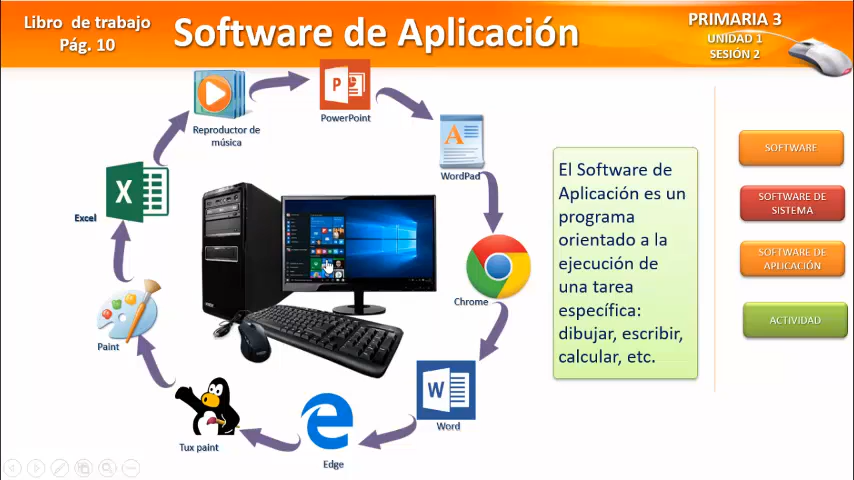 Libro de trabajo
Pág. 10
Software de Aplicación
PRIMARIA 3
UNIDAD 1
SESIÓN 2
Reproductor de
música
P
PowerPoint
A
WordPad
X
Excel
Chrome
Paint
W
Word
Tux paint
Edge
El Software de
Aplicación es un
programa
orientado a la
ejecución de
una tarea
específica:
dibujar, escribir,
calcular, etc.
SOFTWARE
SOFTWARE DE
SISTEMA
SOFTWARE DE
APLICACIÓN
ACTIVIDAD